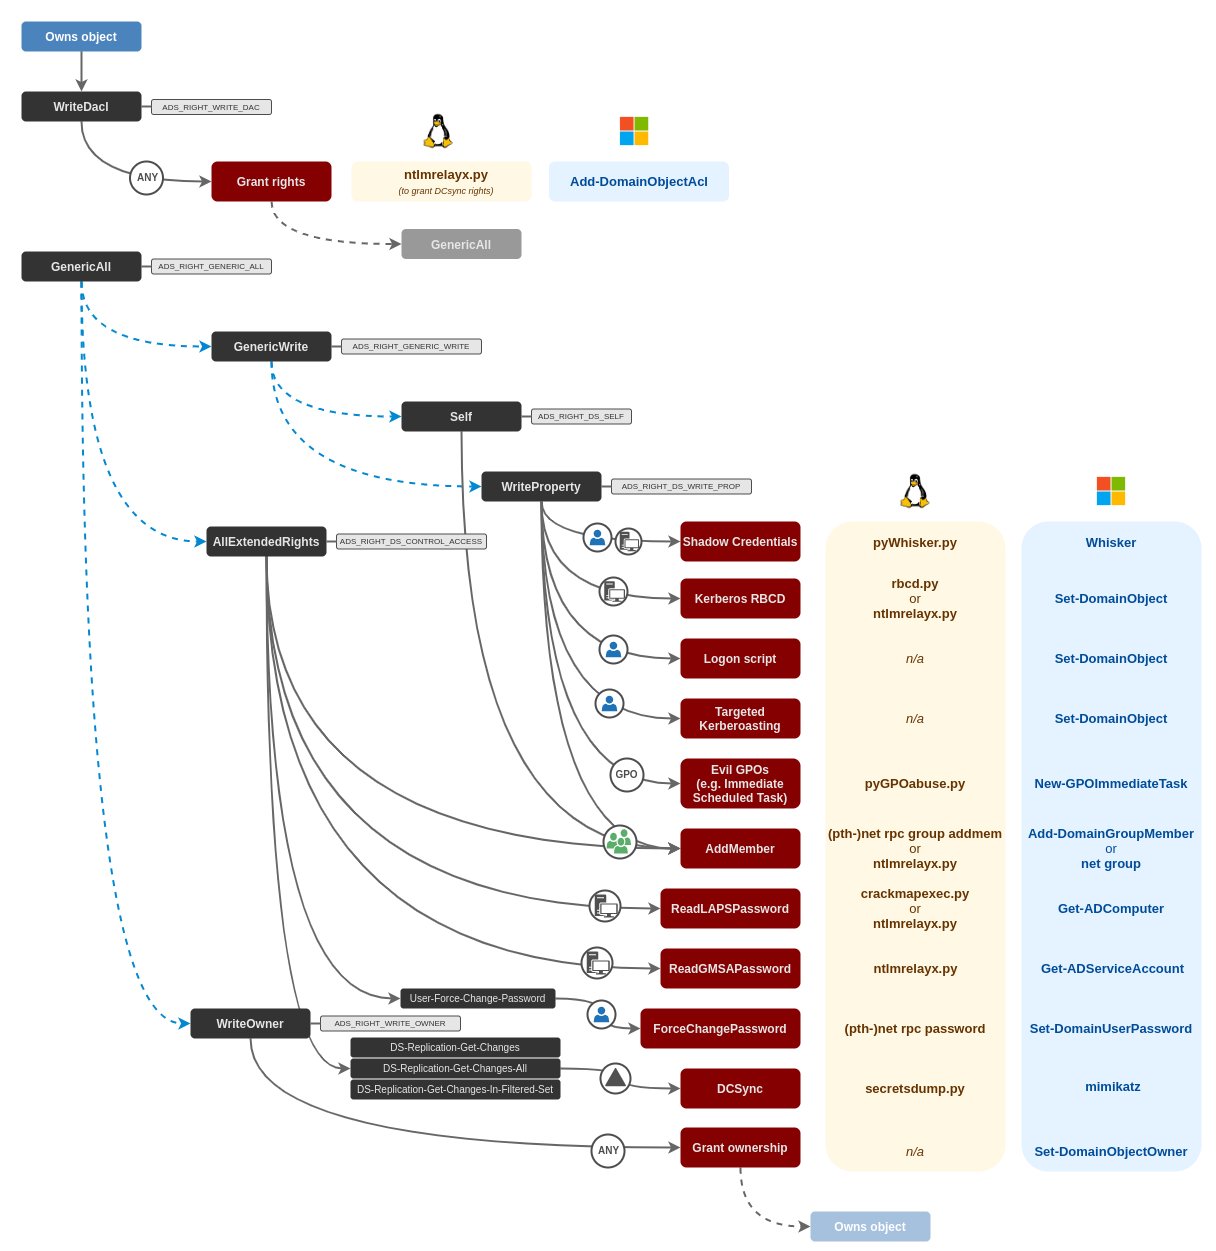 Owns object
WriteDacl
ADS_RIGHT_WRITE_DAC
ANY
Grant rights
ntlmrelayx.py
(to grant DCsync rights)
Add-DomainObjectAcl
GenericAll
GenericAll
ADS_RIGHT_GENERIC_ALL
GenericWrite
ADS_RIGHT_GENERIC_WRITE
Self
ADS_RIGHT_DS_SELF
WriteProperty
ADS_RIGHT_DS_WRITE_PROP
AllExtendedRights
ADS_RIGHT_DS_CONTROL_ACCESS
Shadow Credentials
pyWhisker.py
Whisker
Kerberos RBCD
rbcd.py
or
ntlmrelayx.py
Set-DomainObject
Logon script
n/a
Set-DomainObject
Targeted
Kerberoasting
n/a
Set-DomainObject
GPO
Evil GPOs
(e.g. Immediate
Scheduled Task)
pyGPOabuse.py
New-GPOImmediateTask
AddMember
(pth-)net rpc group addmem
or
ntlmrelayx.py
Add-DomainGroupMember
or
net group
ReadLAPSPassword
crackmapexec.py
or
ntlmrelayx.py
Get-ADComputer
ReadGMSAPassword
ntlmrelayx.py
Get-ADServiceAccount
User-Force-Change-Password
WriteOwner
ADS_RIGHT_WRITE_OWNER
ForceChangePassword
(pth-)net rpc password
Set-DomainUserPassword
DS-Replication-Get-Changes
DS-Replication-Get-Changes-All
DS-Replication-Get-Changes-In-Filtered-Set
DCSync
secretsdump.py
mimikatz
ANY
Grant ownership
n/a
Set-DomainObjectOwner
Owns object